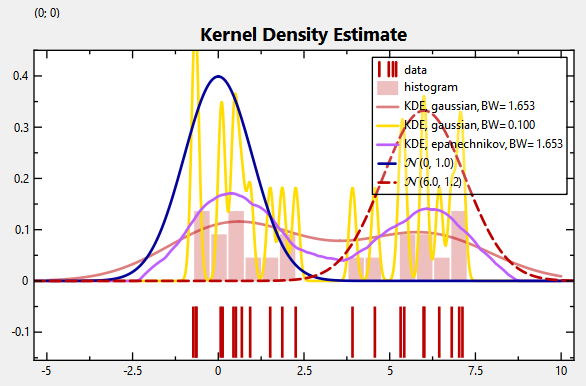 (0; 0)
Kernel Density Estimate
data
histogram
KDE, gaussian, BW= 1.653
KDE, gaussian, BW= 0.100
KDE, epanechnikov, BW= 1.653
𝒩(0, 1.0)
𝒩(6.0, 1.2)
0.4
0.3
0.2
0.1
0
-0.1
-5 -2.5 0 2.5 5 7.5 10